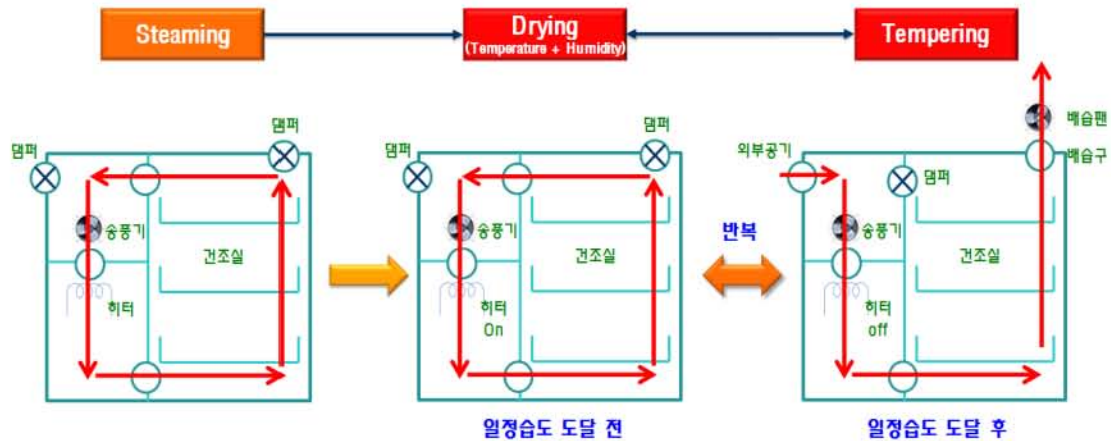 Steaming
Drying
(Temperature + Humidity)
Tempering
댐퍼
댐퍼
송풍기
건조실
히터
댐퍼
댐퍼
송풍기
건조실
히터
On
일정습도 도달 전
반복
배습팬
외부공기
배습구
댐퍼
송풍기
건조실
히터
off
일정습도 도달 후